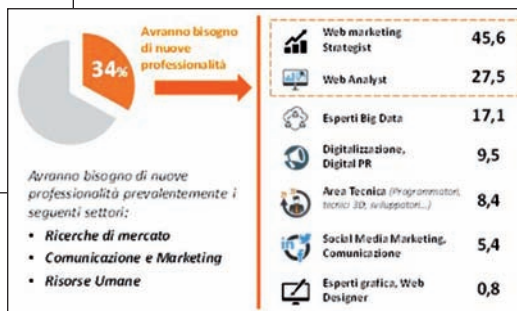 Avranno bisogno
di nuove
professionalità
34%
Avranno bisogno di nuove
professionalità prevalentemente i
seguenti settori:
• Ricerche di mercato
• Comunicazione e Marketing
• Risorse Umane
Web marketing
Strategist
45,6
Web Analyst
27,5
Esperti Big Data
17,1
Digitalizzazione,
Digital PR
9,5
Area Tecnica (Programmatori,
tecnici 3D, sviluppatori...)
8,4
Social Media Marketing,
Comunicazione
5,4
Esperti grafica, Web
Designer
0,8